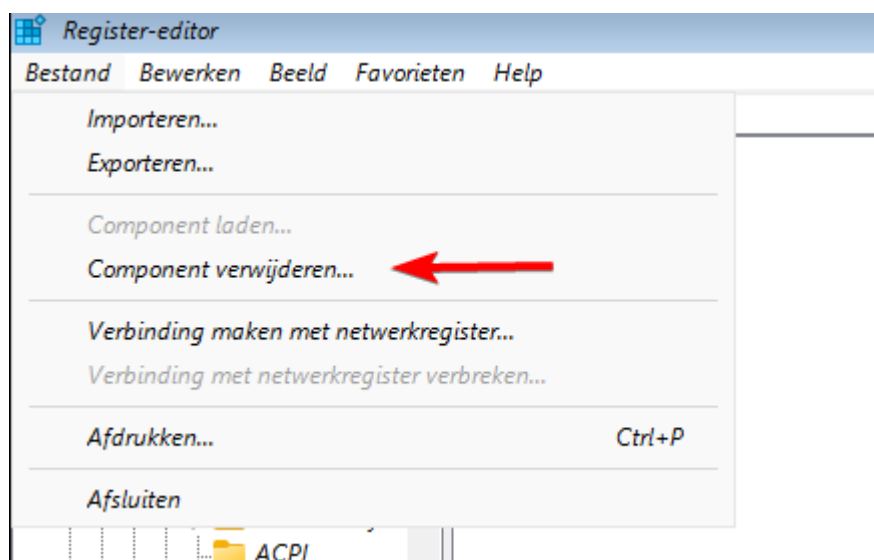 Register-editor
Bestand Bewerken Beeld Favorieten Help
Importeren...
Exporteren...
Component laden...
Component verwijderen...
Verbinding maken met netwerkregister...
Verbinding met netwerkregister verbreken...
Afdrukken... Ctrl+P
Afsluiten
ACPI